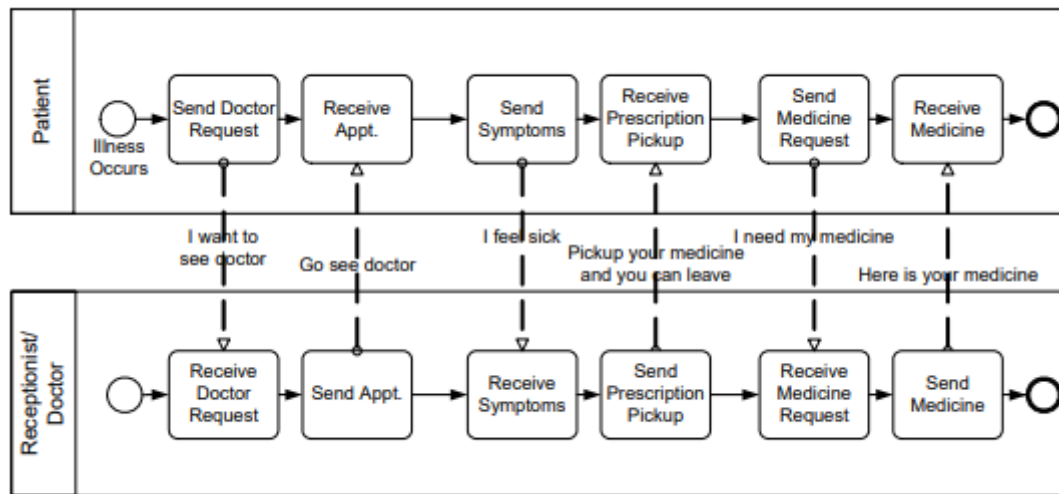 Patient
Illness
Occurs
Send Doctor
Request
Receive
Appt.
Send
Symptoms
Receive
Prescription
Pickup
Send
Medicine
Request
Receive
Medicine
I want to
see doctor
Go see doctor
I feel sick
Pickup your medicine
and you can leave
I need my medicine
Here is your medicine
Receptionist/
Doctor
Receive
Doctor
Request
Send Appt.
Receive
Symptoms
Send
Prescription
Pickup
Receive
Medicine
Request
Send
Medicine